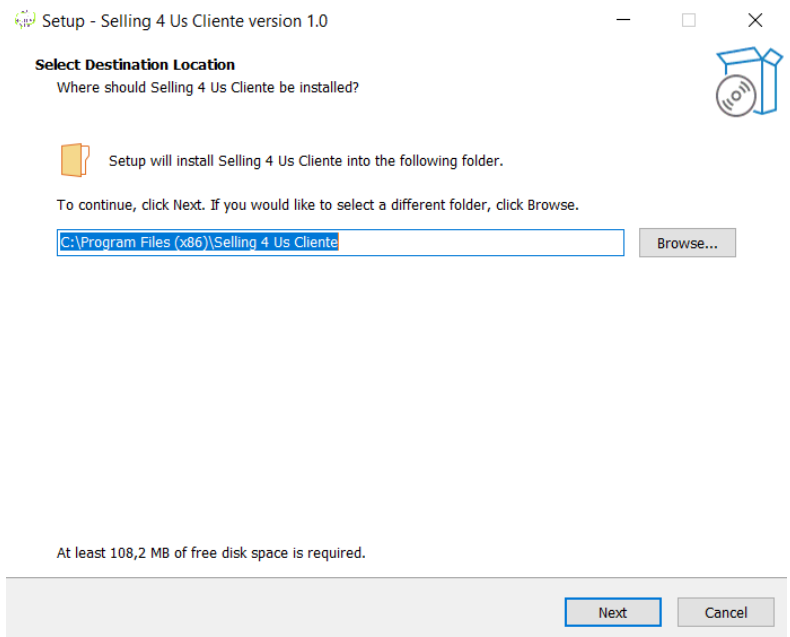 Setup - Selling 4 Us Cliente version 1.0
Select Destination Location
Where should Selling 4 Us Cliente be installed?
Setup will install Selling 4 Us Cliente into the following folder.
To continue, click Next. If you would like to select a different folder, click Browse.
C:\Program Files (x86)\Selling 4 Us Cliente
Browse...
At least 108,2 MB of free disk space is required.
Next
Cancel